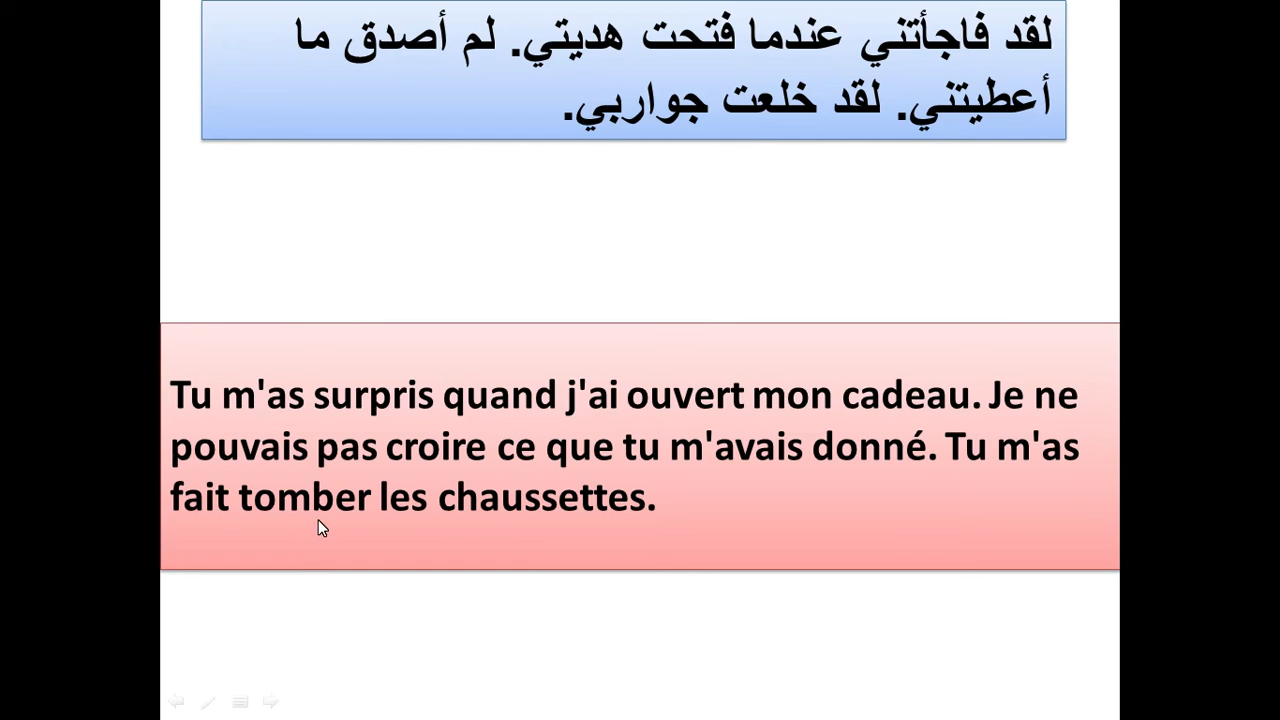 لقد فاجأتني عندما فتحت هديتي. لم أصدق ما
أعطيتني. لقد خلعت جواربي.
Tu m'as surpris quand j'ai ouvert mon cadeau. Je ne
pouvais pas croire ce que tu m'avais donné. Tu m'as
fait tomber les chaussettes.